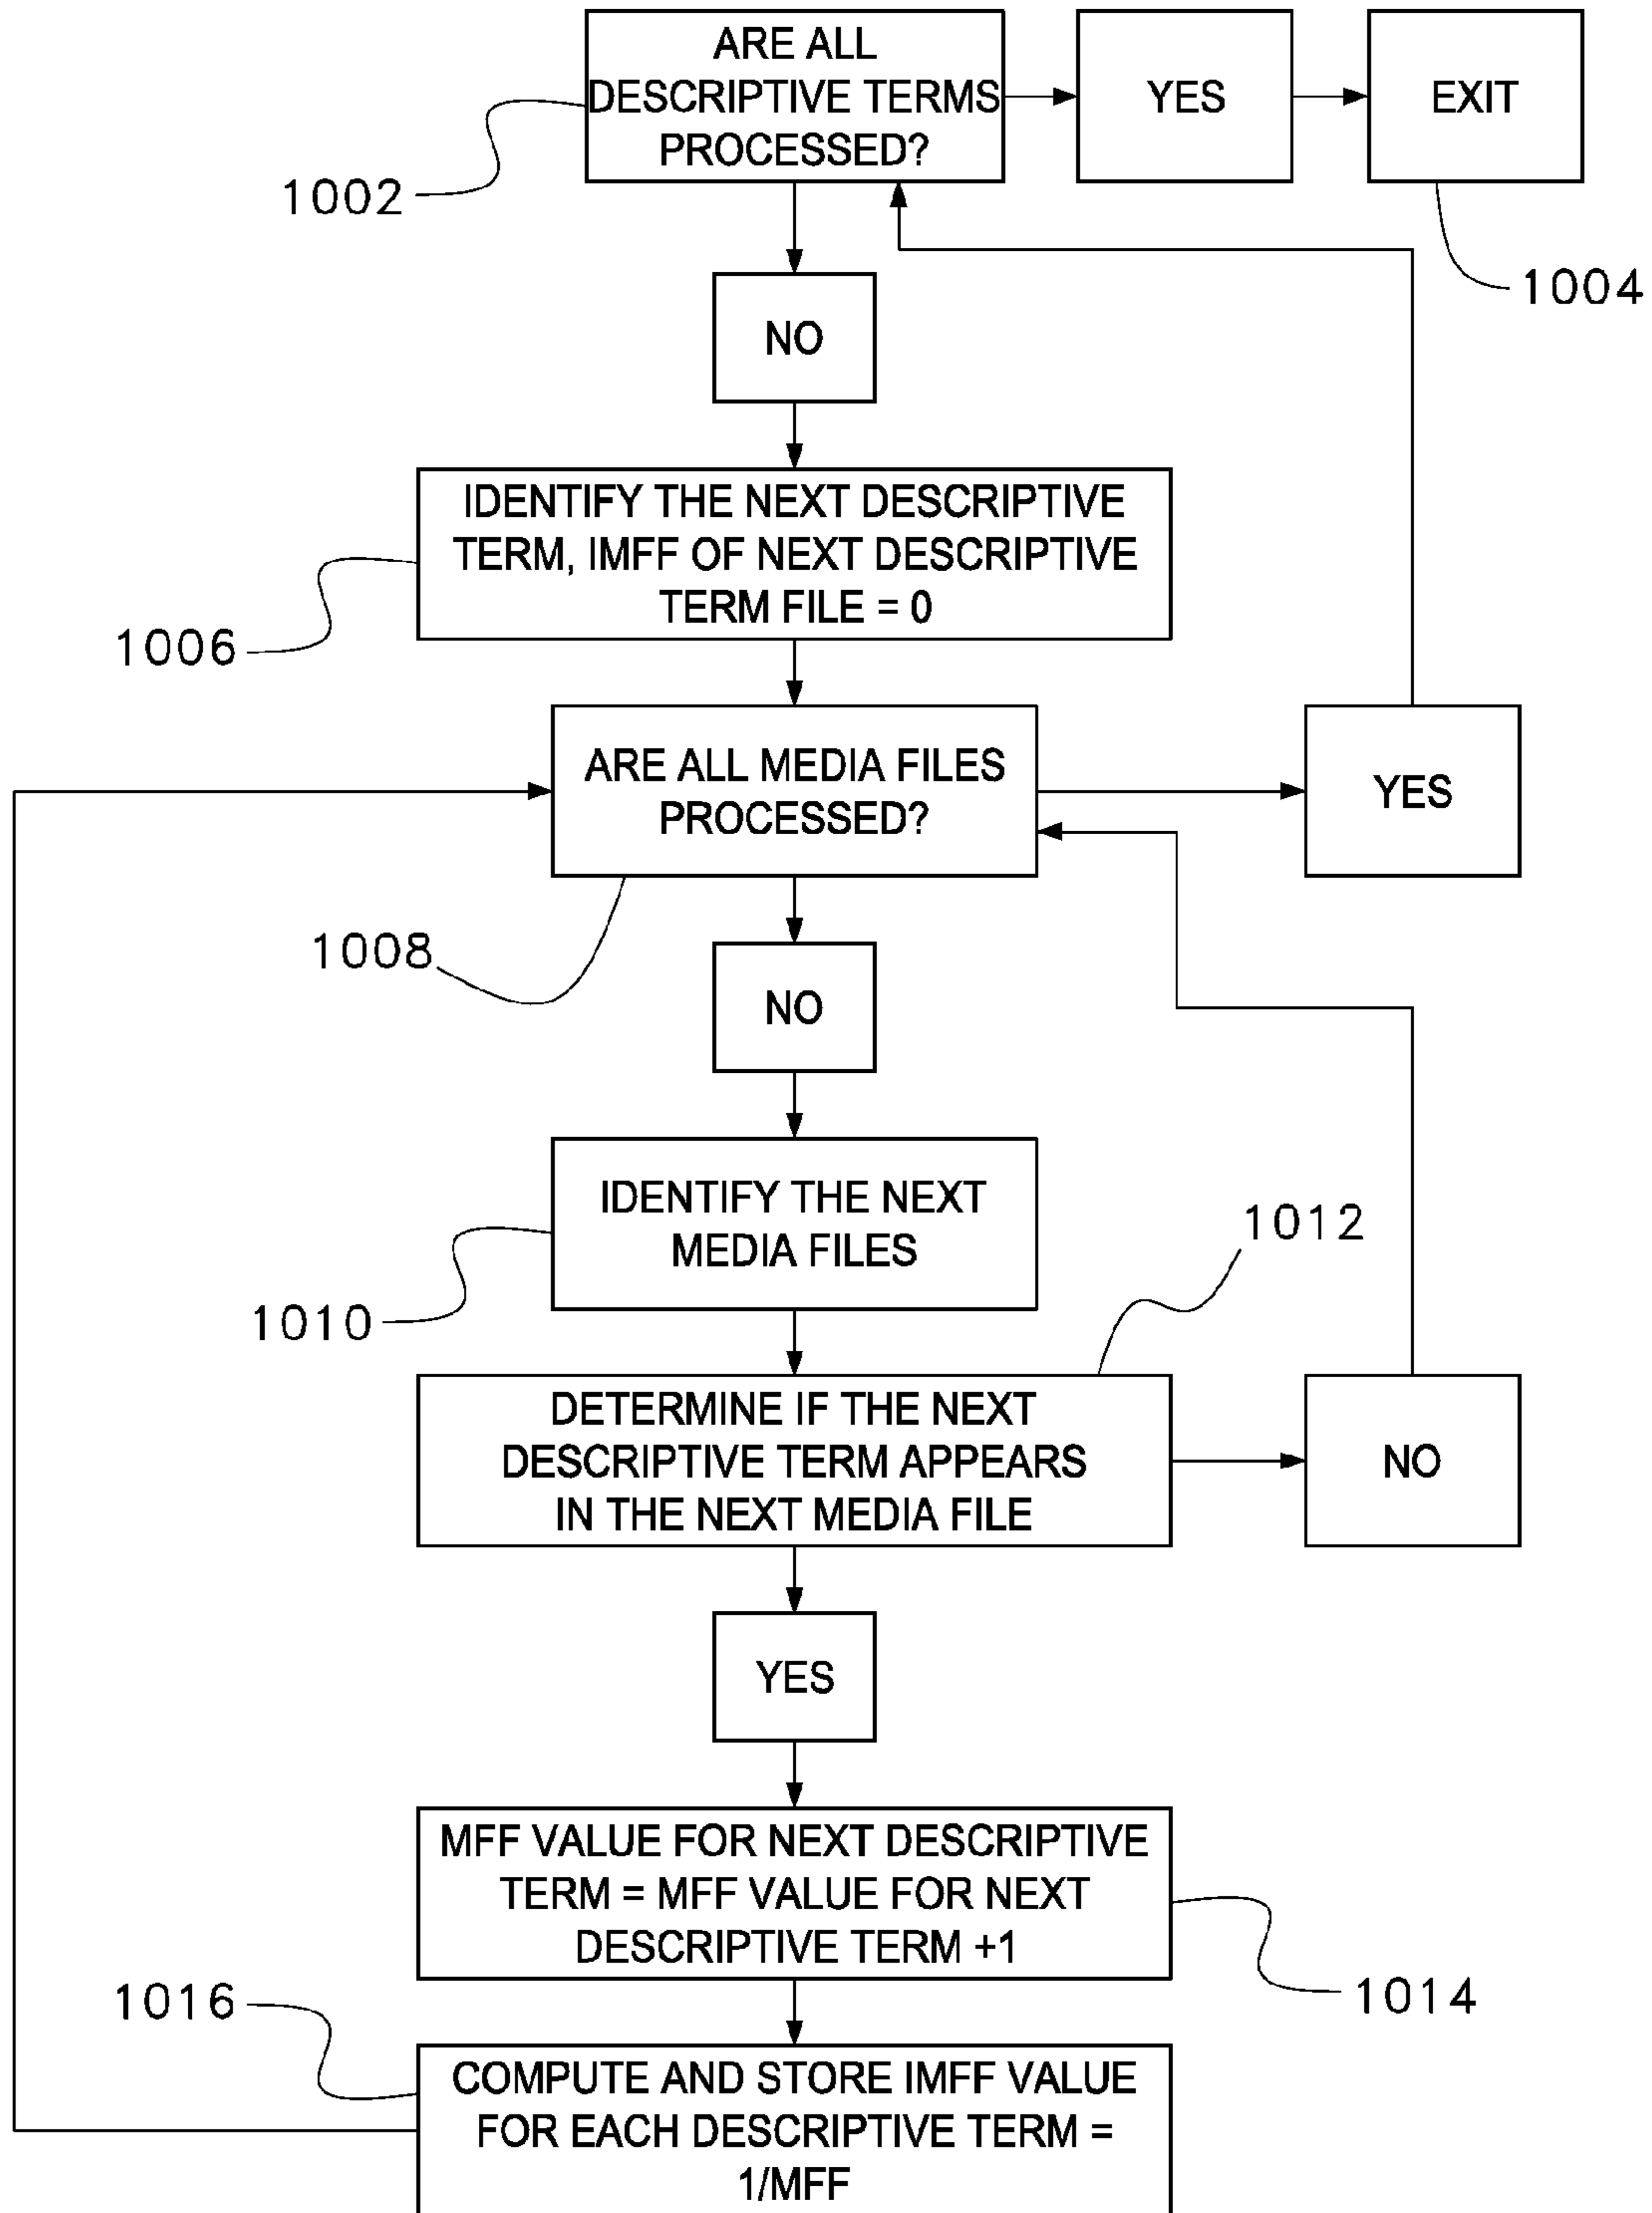 ARE ALL
DESCRIPTIVE TERMS
PROCESSED?
YES
EXIT
1002
1004
NO
IDENTIFY THE NEXT DESCRIPTIVE
TERM, IMFF OF NEXT DESCRIPTIVE
TERM FILE = 0
1006
ARE ALL MEDIA FILES
PROCESSED?
YES
1008
NO
IDENTIFY THE NEXT
MEDIA FILES
1012
1010
DETERMINE IF THE NEXT
DESCRIPTIVE TERM APPEARS
IN THE NEXT MEDIA FILE
NO
YES
MFF VALUE FOR NEXT DESCRIPTIVE
TERM = MFF VALUE FOR NEXT
DESCRIPTIVE TERM +1
1014
1016
COMPUTE AND STORE IMFF VALUE
FOR EACH DESCRIPTIVE TERM =
1/MFF